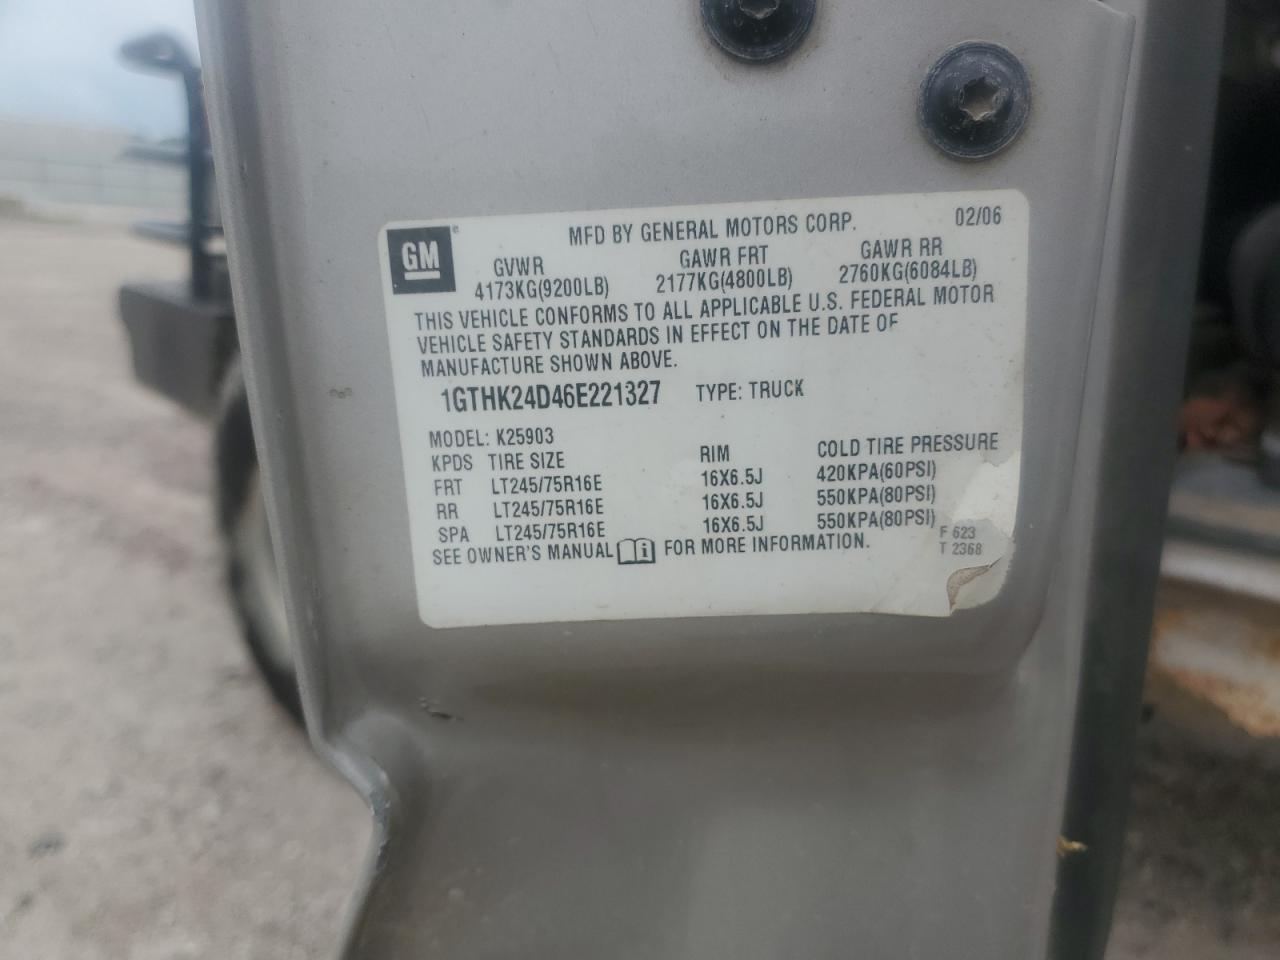 GM®
MFD BY GENERAL MOTORS CORP. 02/06
GVWR GAWR FRT GAWR RR
4173KG(9200LB) 2177KG(4800LB) 2760KG(6084LB)
THIS VEHICLE CONFORMS TO ALL APPLICABLE U.S. FEDERAL MOTOR
VEHICLE SAFETY STANDARDS IN EFFECT ON THE DATE OF
MANUFACTURE SHOWN ABOVE.
1GTHK24D46E221327 TYPE: TRUCK
MODEL: K25903
KPDS TIRE SIZE RIM COLD TIRE PRESSURE
FRT LT245/75R16E 16X6.5J 420KPA(60PSI)
RR LT245/75R16E 16X6.5J 550KPA(80PSI)
SPA LT245/75R16E 16X6.5J 550KPA(80PSI)
SEE OWNER'S MANUAL i FOR MORE INFORMATION.
F 623
T 2368